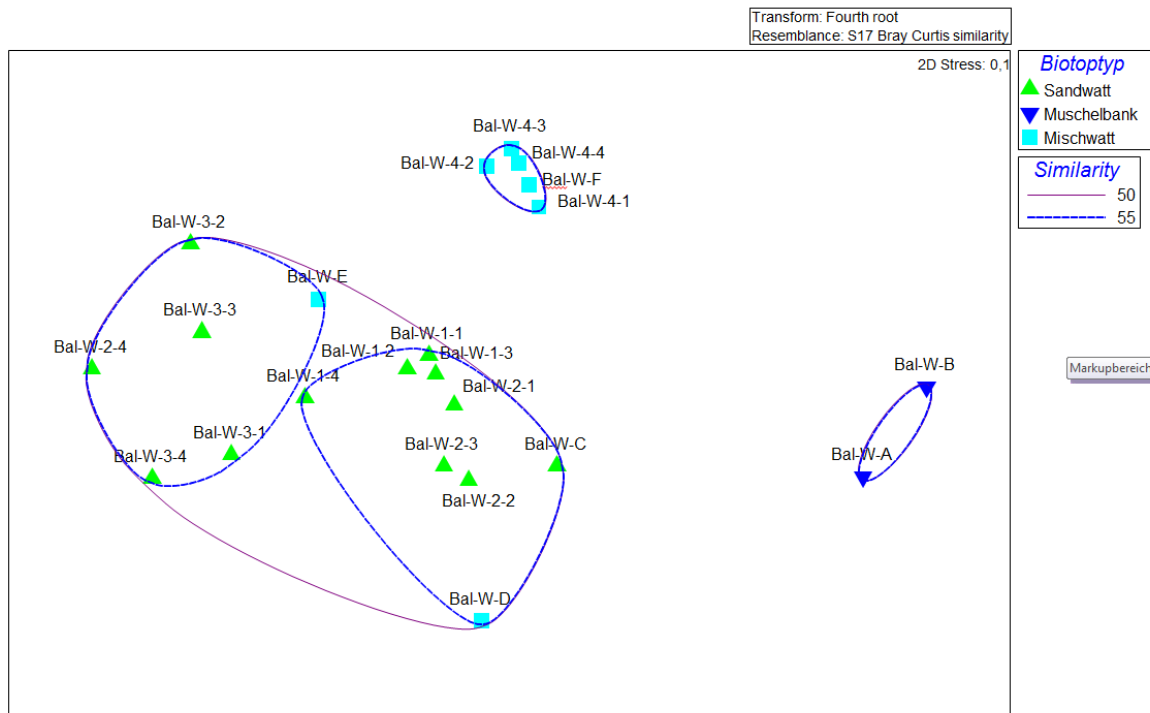 Transform: Fourth root
Resemblance: S17 Bray Curtis similarity
2D Stress: 0,1
Biotoptyp
Sandwatt
Muschelbank
Mischwatt
Similarity
50
55
Bal-W-4-3
Bal-W-4-4
Bal-W-4-2
Bal-W-F
Bal-W-4-1
Bal-W-3-2
Bal-W-E
Bal-W-3-3
Bal-W-1-1
Bal-W-2-4
Bal-W-1-2
Bal-W-1-3
Bal-W-B
Markupbereich
Bal-W-1-4
Bal-W-2-1
Bal-W-3-1
Bal-W-2-3
Bal-W-C
Bal-W-3-4
Bal-W-A
Bal-W-2-2
Bal-W-D